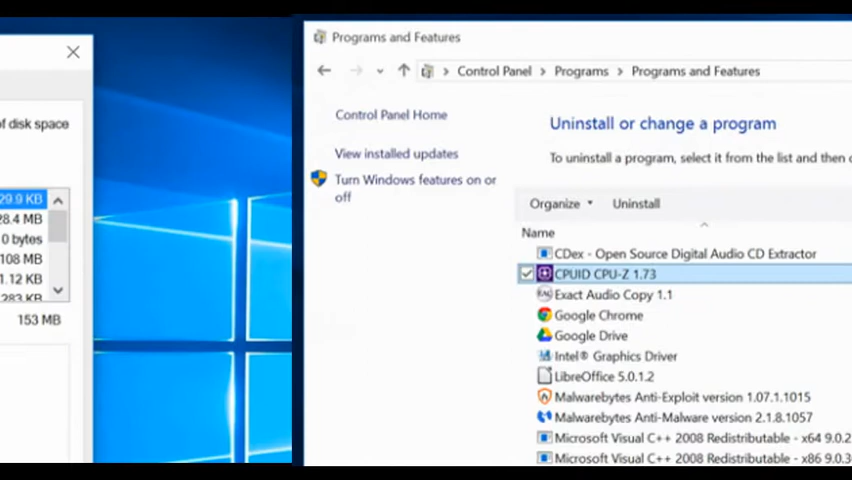 of disk space
29.9 KB
28.4 MB
0 bytes
108 MB
1.12 KB
283 KB
153 MB
Programs and Features
Control Panel > Programs > Programs and Features
Control Panel Home
View installed updates
Turn Windows features on or
off
Uninstall or change a program
To uninstall a program, select it from the list and then
Organize Uninstall
Name
CDex - Open Source Digital Audio CD Extractor
CPUID CPU-Z 1.73
Exact Audio Copy 1.1
Google Chrome
Google Drive
Intel® Graphics Driver
LibreOffice 5.0.1.2
Malwarebytes Anti-Exploit version 1.07.1.1015
Malwarebytes Anti-Malware version 2.1.8.1057
Microsoft Visual C++ 2008 Redistributable - x64 9.0.2
Microsoft Visual C++ 2008 Redistributable - x86 9.0.3